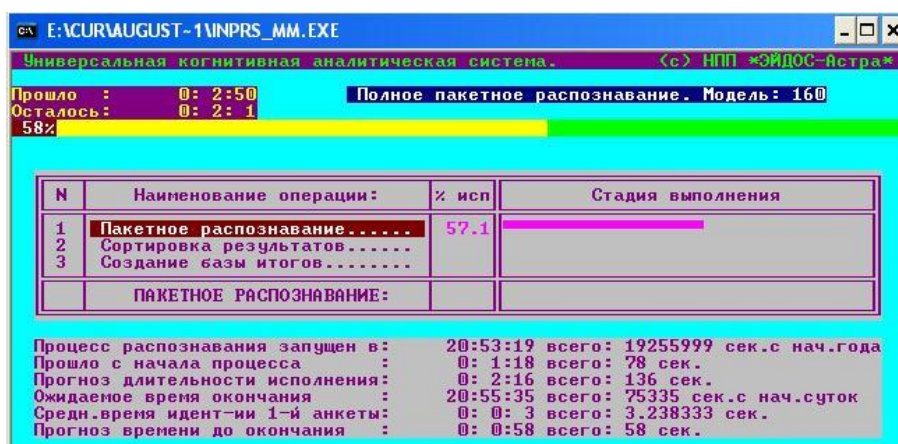 E:\CUR\AUGUST~1\INPRS_MM.EXE
Универсальная когнитивная аналитическая система. (c) НПП *ЭЙДОС-Астра*
Прошло : 0: 2:50 Полное пакетное распознавание. Модель: 160
Осталось: 0: 2: 1
58%
N Наименование операции: % исп Стадия выполнения
1 Пакетное распознавание...... 57.1
2 Сортировка результатов......
3 Создание базы итогов........
ПАКЕТНОЕ РАСПОЗНАВАНИЕ:
Процесс распознавания запущен в: 20:53:19 всего: 19255999 сек.с нач.года
Прошло с начала процесса : 0: 1:18 всего: 78 сек.
Прогноз длительности исполнения: 0: 2:16 всего: 136 сек.
Ожидаемое время окончания : 20:55:35 всего: 75335 сек.с нач.суток
Средн.время идент-ии 1-й анкеты: 0: 0: 3 всего: 3.238333 сек.
Прогноз времени до окончания : 0: 0:58 всего: 58 сек.